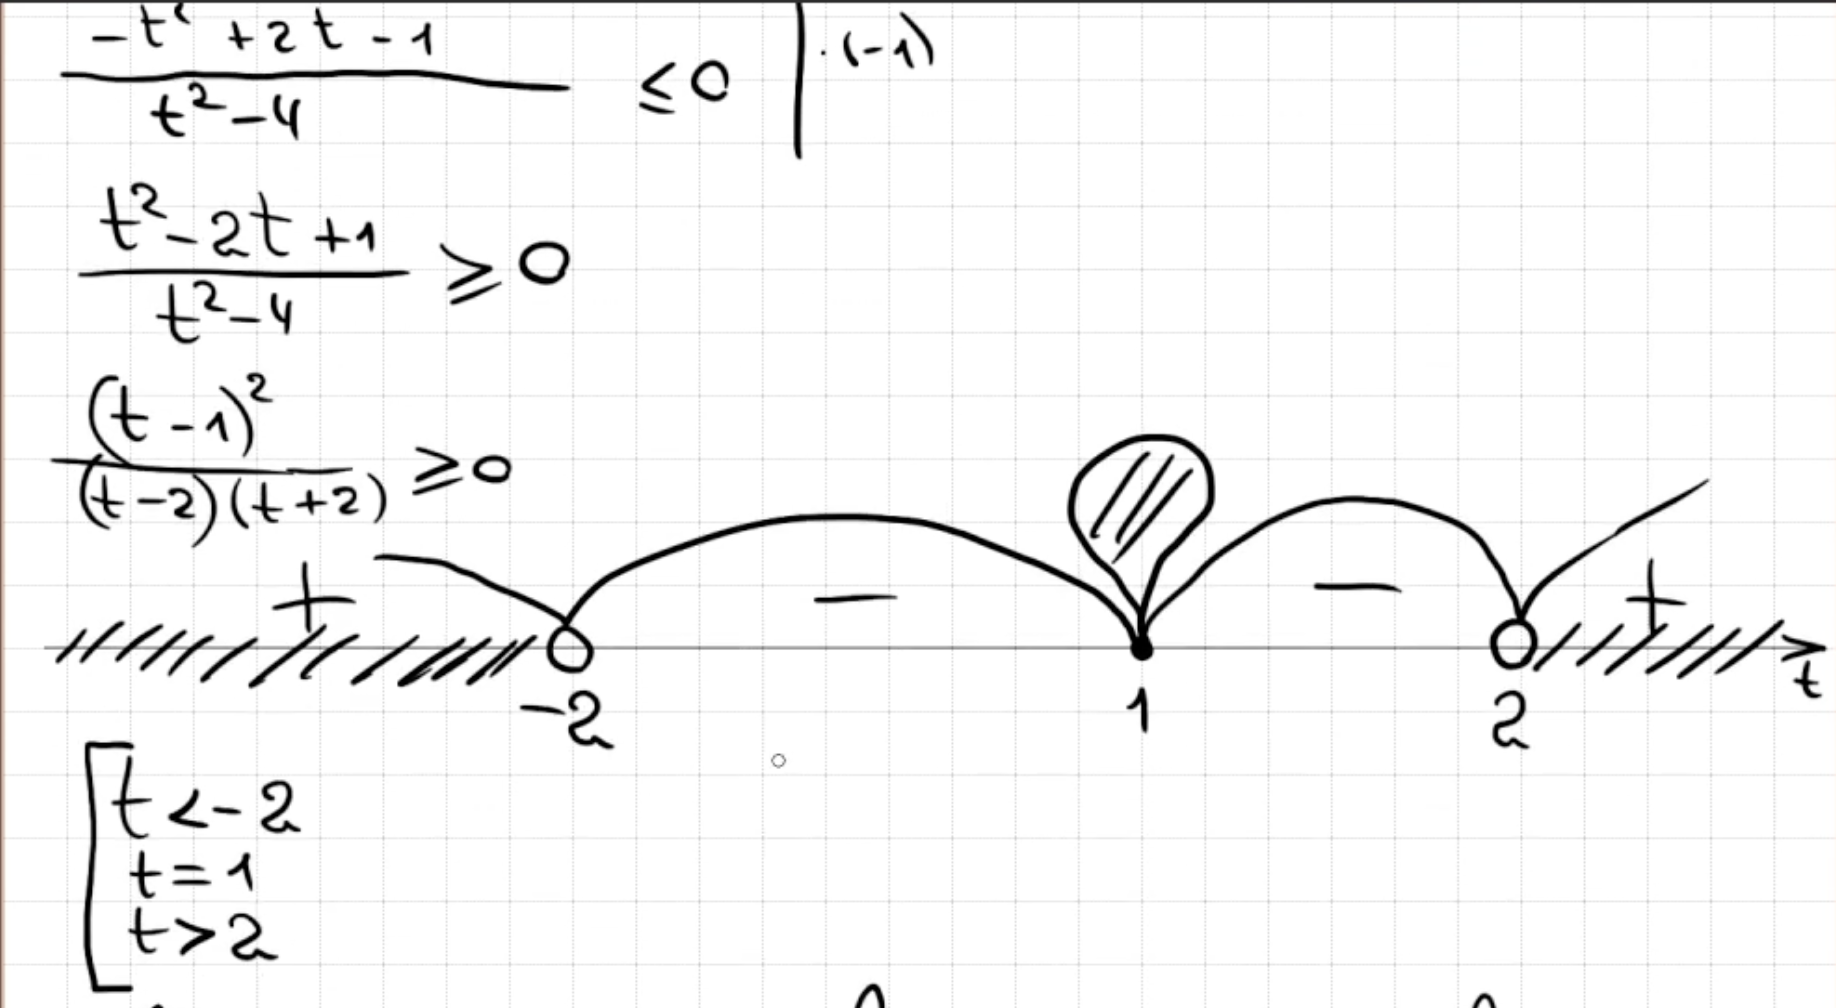 -t² + 2t - 1
t² - 4
≤ 0 | · (-1)
t² - 2t + 1
t² - 4
≥ 0
(t - 1)²
(t - 2)(t + 2)
≥ 0
+ - - +
-2 1 2 t
t < -2
t = 1
t > 2